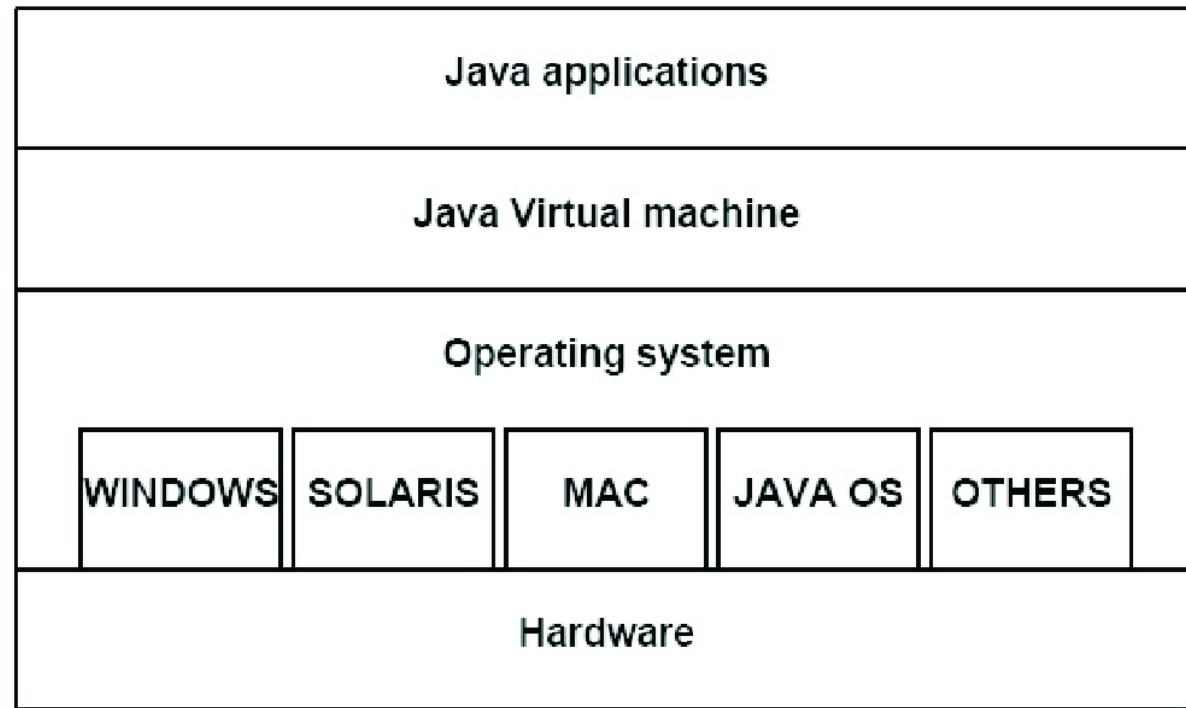 Java applications
Java Virtual machine
Operating system
WINDOWS SOLARIS MAC JAVA OS OTHERS
Hardware